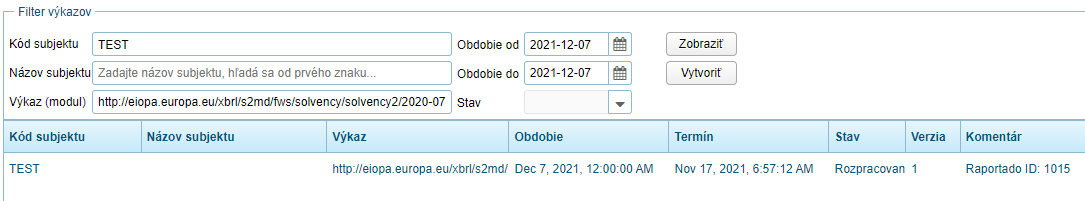 Filter výkazov
Kód subjektu TEST Obdobie od 2021-12-07 Zobraziť
Názov subjektu Zadajte názov subjektu, hľadá sa od prvého znaku... Obdobie do 2021-12-07 Vytvoriť
Výkaz (modul) http://eiopa.europa.eu/xbrl/s2md/fws/solvency/solvency2/2020-07 Stav
Kód subjektu Názov subjektu Výkaz Obdobie Termín Stav Verzia Komentár
TEST http://eiopa.europa.eu/xbrl/s2md/ Dec 7, 2021, 12:00:00 AM Nov 17, 2021, 6:57:12 AM Rozpracovan 1 Raportado ID: 1015